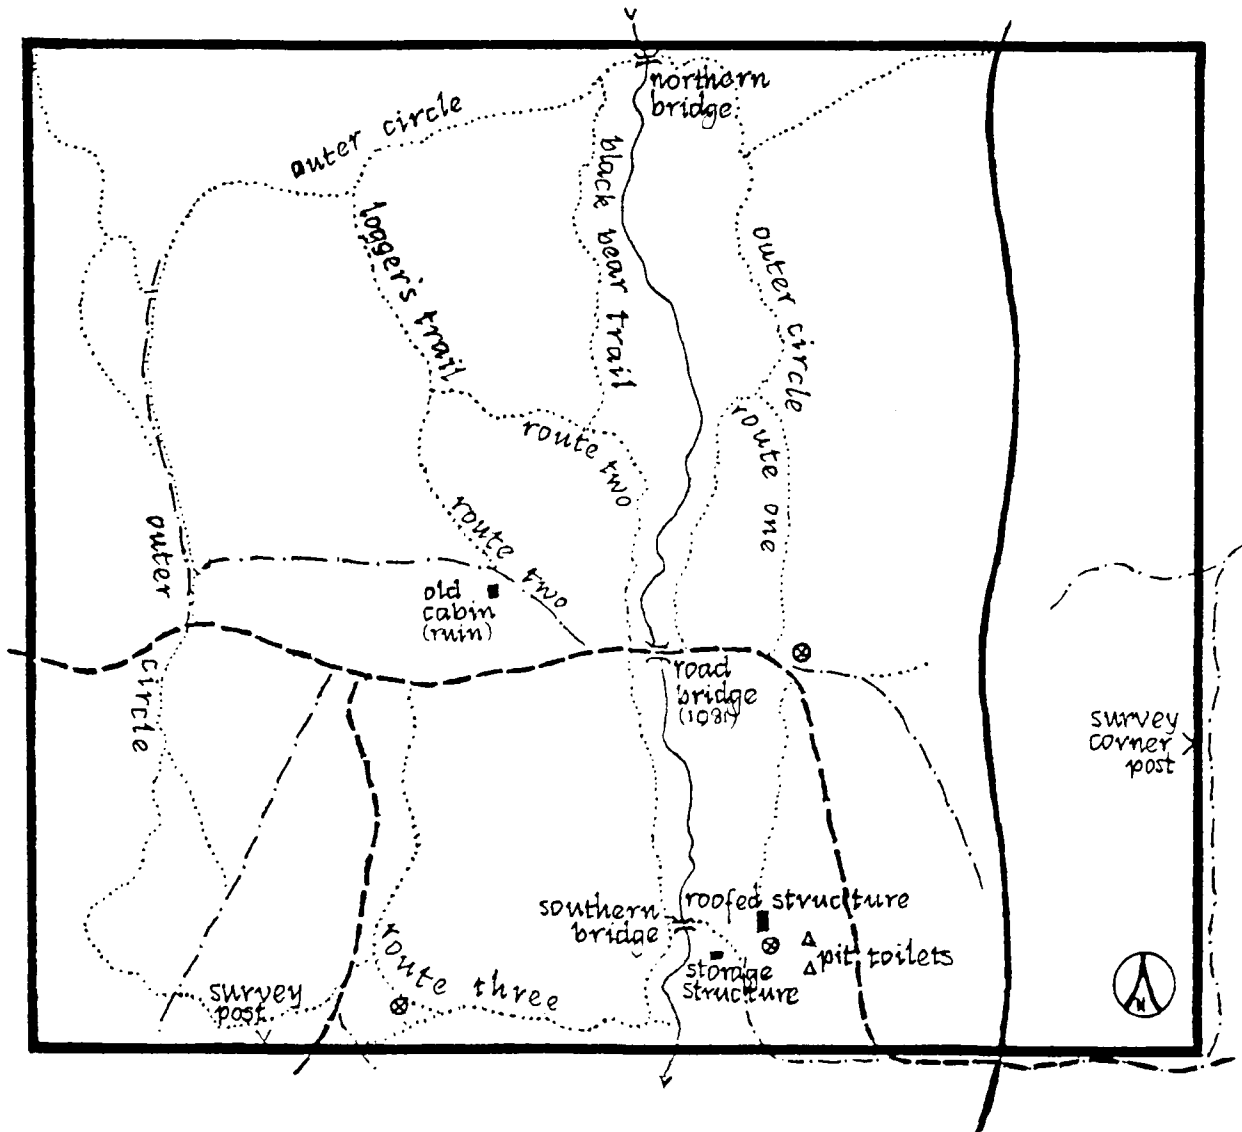 northern
bridge
outer circle
black bear trail
logger's trail
outer circle
route two
route one
route two
outer
circle
old
cabin
(ruin)
road
bridge
(1981)
survey
corner
post
southern
bridge
roofed structure
pit toilets
storage
structure
route three
survey
post
N